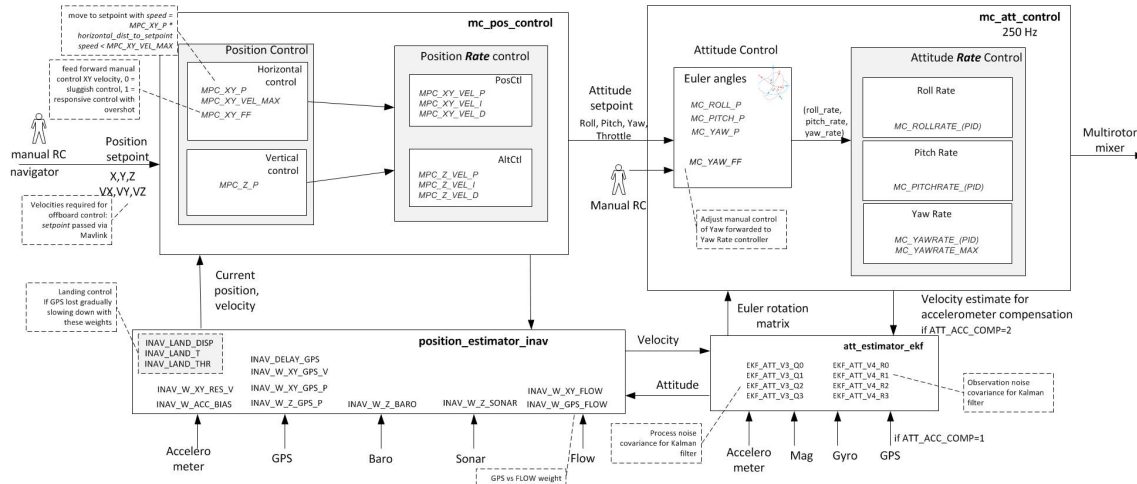 move to setpoint with speed =
MPC_XY_P *
horizontal_dist_to_setpoint
speed < MPC_XY_VEL_MAX
feed forward manual
control XY velocity, 0 =
sluggish control, 1 =
responsive control with
overshot
manual RC
navigator
Position
setpoint
X,Y,Z
VX,VY,VZ
Velocities required for
offboard control:
setpoint passed via
Mavlink
mc_pos_control
Position Control
Horizontal
control
MPC_XY_P
MPC_XY_VEL_MAX
MPC_XY_FF
Vertical
control
MPC_Z_P
Position Rate control
PosCtl
MPC_XY_VEL_P
MPC_XY_VEL_I
MPC_XY_VEL_D
AltCtl
MPC_Z_VEL_P
MPC_Z_VEL_I
MPC_Z_VEL_D
Attitude
setpoint
Roll, Pitch, Yaw,
Throttle
Manual RC
mc_att_control
250 Hz
Attitude Control
Euler angles
MC_ROLL_P
MC_PITCH_P
MC_YAW_P
MC_YAW_FF
Adjust manual control
of Yaw forwarded to
Yaw Rate controller
(roll_rate,
pitch_rate,
yaw_rate)
Attitude Rate Control
Roll Rate
MC_ROLLRATE_(PID)
Pitch Rate
MC_PITCHRATE_(PID)
Yaw Rate
MC_YAWRATE_(PID)
MC_YAWRATE_MAX
Multirotor
mixer
Landing control
If GPS lost gradually
slowing down with
these weights
Current
position,
velocity
Euler rotation
matrix
Velocity estimate for
accelerometer compensation
if ATT_ACC_COMP=2
position_estimator_inav
INAV_LAND_DISP
INAV_LAND_T
INAV_LAND_THR
INAV_W_XY_RES_V
INAV_W_ACC_BIAS
INAV_DELAY_GPS
INAV_W_XY_GPS_V
INAV_W_XY_GPS_P
INAV_W_Z_GPS_P
INAV_W_Z_BARO
INAV_W_Z_SONAR
INAV_W_XY_FLOW
INAV_W_GPS_FLOW
Velocity
Attitude
att_estimator_ekf
EKF_ATT_V3_Q0
EKF_ATT_V3_Q1
EKF_ATT_V3_Q2
EKF_ATT_V3_Q3
EKF_ATT_V4_R0
EKF_ATT_V4_R1
EKF_ATT_V4_R2
EKF_ATT_V4_R3
Observation noise
covariance for Kalman
filter
Process noise
covariance for Kalman
filter
if ATT_ACC_COMP=1
Accelero
meter
GPS
Baro
Sonar
Flow
GPS vs FLOW weight
Accelero
meter
Mag
Gyro
GPS